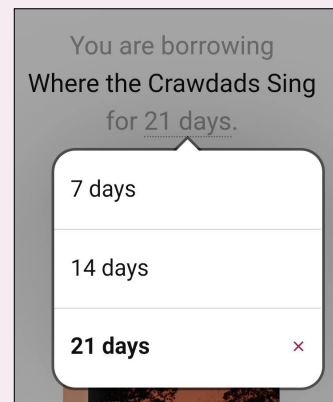 You are borrowing
Where the Crawdads Sing
for 21 days.
7 days
14 days
21 days ×